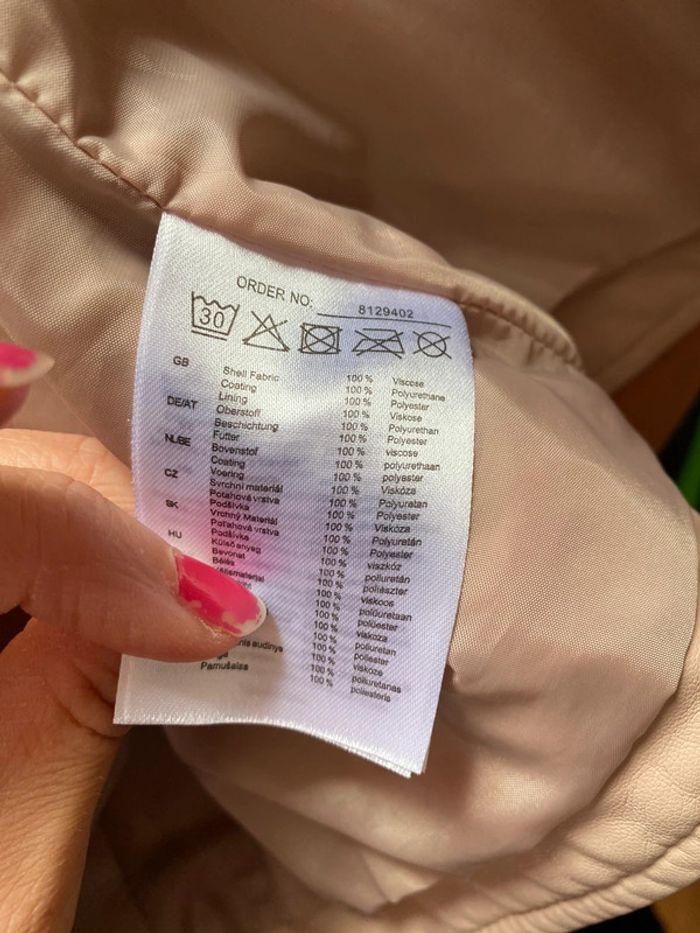 ORDER NO: 8129402
30
GB Shell Fabric 100 % Viscose
Coating 100 % Polyurethane
Lining 100 % Polyester
DE/AT Oberstoff 100 % Viskose
Beschichtung 100 % Polyurethan
Futter 100 % Polyester
NL/BE Bovenstof 100 % viscose
Coating 100 % polyurethaan
Voering 100 % polyester
CZ Svrchní materiál 100 % Viskóza
Potahová vrstva 100 % Polyuretan
Podšívka 100 % Polyester
SK Vrchný Materiál 100 % Viskóza
Poťahová vrstva 100 % Polyuretán
Podšívka 100 % Polyester
HU Külső anyag 100 % viszkóz
Bevonat 100 % poliuretán
Bélés 100 % poliészter
100 % viskoos
100 % polüuretaan
100 % polüester
100 % viskoza
100 % poliuretan
100 % poliester
audinys 100 % viskozė
100 % poliuretanas
Pamušalas 100 % poliesteris